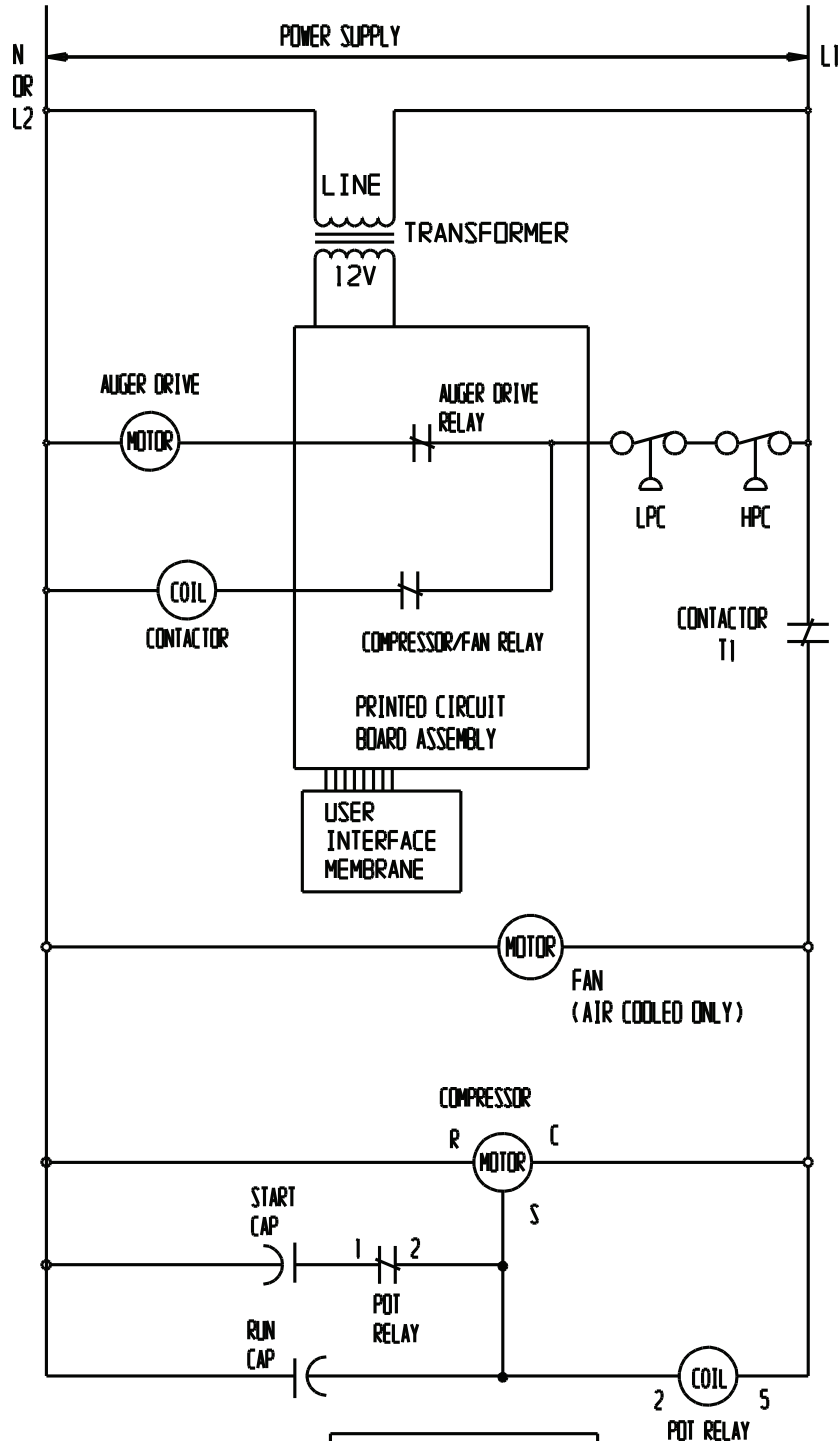 POWER SUPPLY
N
OR
L2
L1
LINE
TRANSFORMER
12V
AUGER DRIVE
MOTOR
AUGER DRIVE
RELAY
LPC
HPC
COIL
CONTACTOR
COMPRESSOR/FAN RELAY
CONTACTOR
T1
PRINTED CIRCUIT
BOARD ASSEMBLY
USER
INTERFACE
MEMBRANE
MOTOR
FAN
(AIR COOLED ONLY)
COMPRESSOR
R
MOTOR
C
S
START
CAP
1
2
POT
RELAY
RUN
CAP
COIL
2
5
POT RELAY